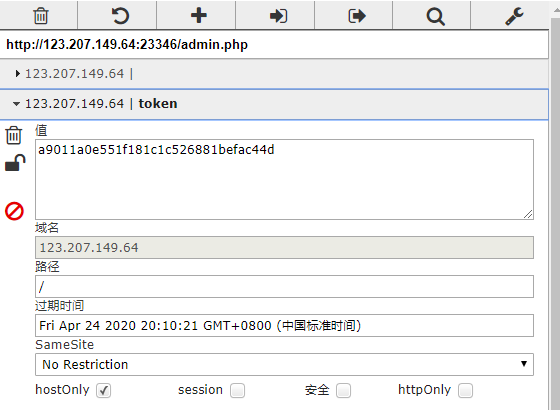 http://123.207.149.64:23346/admin.php
123.207.149.64 |
123.207.149.64 | token
值
a9011a0e551f181c1c526881befac44d
域名
123.207.149.64
路径
/
过期时间
Fri Apr 24 2020 20:10:21 GMT+0800 (中国标准时间)
SameSite
No Restriction
hostOnly session 安全 httpOnly